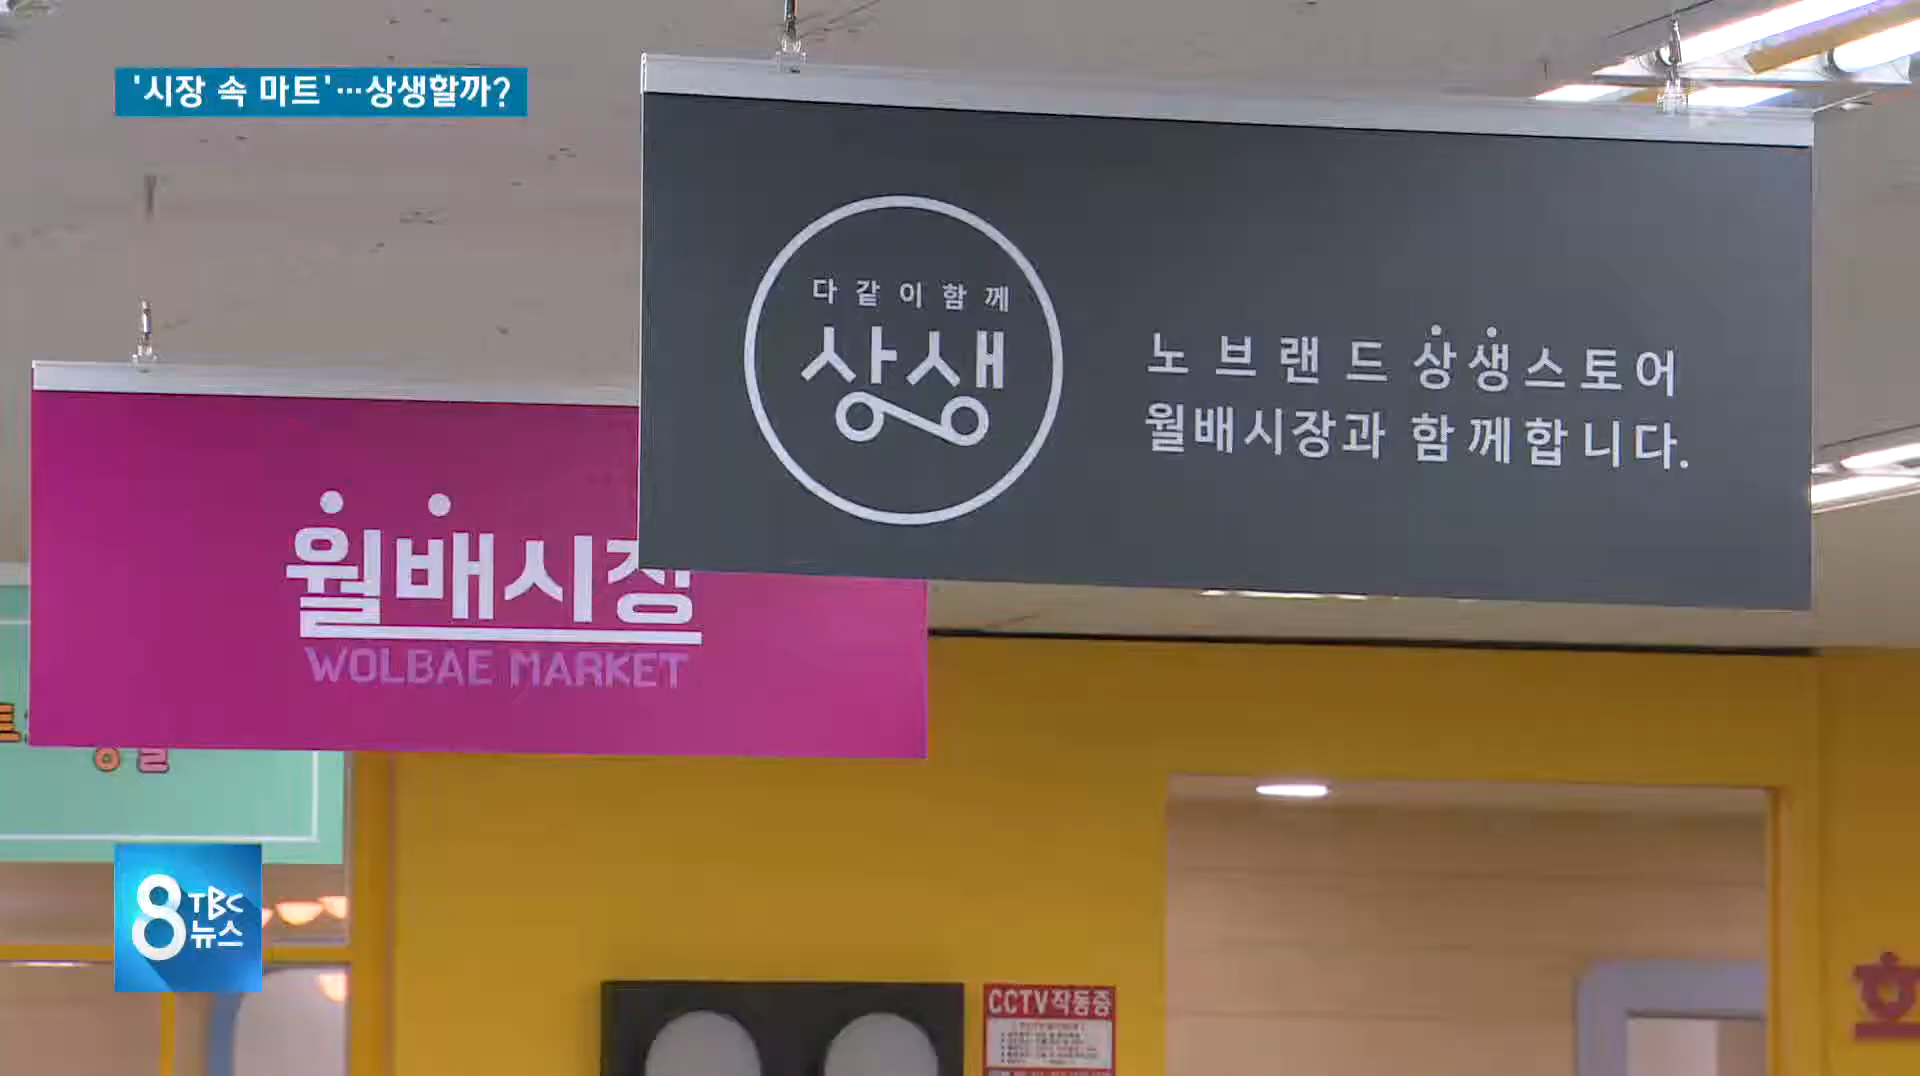 '시장 속 마트'…상생할까?
다같이함께
상생
노브랜드 상생스토어
월배시장과 함께합니다.
월배시장
WOLBAE MARKET
8 TBC
뉴스
CCTV작동중